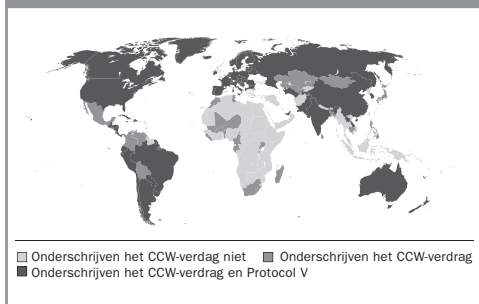 Onderschrijven het CCW-verdag niet Onderschrijven het CCW-verdrag
Onderschrijven het CCW-verdrag en Protocol V